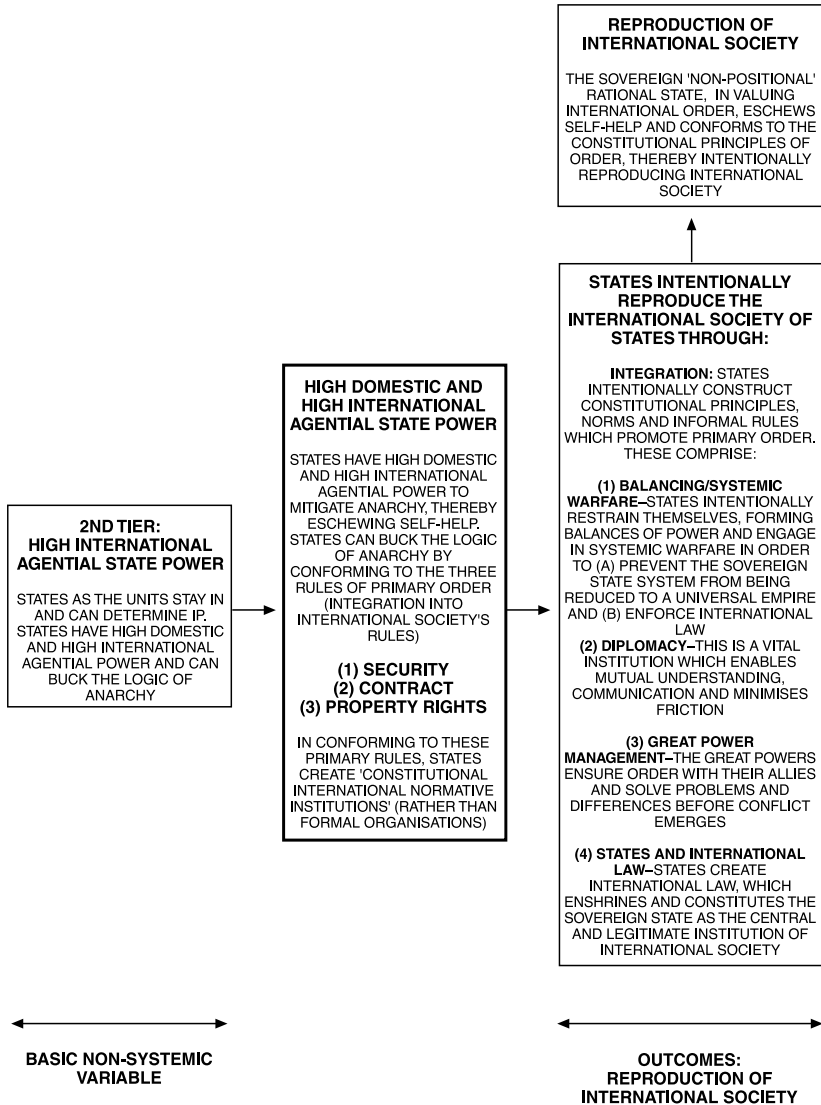 REPRODUCTION OF
INTERNATIONAL SOCIETY
THE SOVEREIGN 'NON-POSITIONAL'
RATIONAL STATE, IN VALUING
INTERNATIONAL ORDER, ESCHEWS
SELF-HELP AND CONFORMS TO THE
CONSTITUTIONAL PRINCIPLES OF
ORDER, THEREBY INTENTIONALLY
REPRODUCING INTERNATIONAL
SOCIETY
2ND TIER:
HIGH INTERNATIONAL
AGENTIAL STATE POWER
STATES AS THE UNITS STAY IN
AND CAN DETERMINE IP.
STATES HAVE HIGH DOMESTIC
AND HIGH INTERNATIONAL
AGENTIAL POWER AND CAN
BUCK THE LOGIC OF
ANARCHY
HIGH DOMESTIC AND
HIGH INTERNATIONAL
AGENTIAL STATE POWER
STATES HAVE HIGH DOMESTIC
AND HIGH INTERNATIONAL
AGENTIAL POWER TO
MITIGATE ANARCHY, THEREBY
ESCHEWING SELF-HELP.
STATES CAN BUCK THE LOGIC
OF ANARCHY BY
CONFORMING TO THE THREE
RULES OF PRIMARY ORDER
(INTEGRATION INTO
INTERNATIONAL SOCIETY'S
RULES)
(1) SECURITY
(2) CONTRACT
(3) PROPERTY RIGHTS
IN CONFORMING TO THESE
PRIMARY RULES, STATES
CREATE 'CONSTITUTIONAL
INTERNATIONAL NORMATIVE
INSTITUTIONS' (RATHER THAN
FORMAL ORGANISATIONS)
STATES INTENTIONALLY
REPRODUCE THE
INTERNATIONAL SOCIETY OF
STATES THROUGH:
INTEGRATION: STATES
INTENTIONALLY CONSTRUCT
CONSTITUTIONAL PRINCIPLES,
NORMS AND INFORMAL RULES
WHICH PROMOTE PRIMARY ORDER.
THESE COMPRISE:
(1) BALANCING/SYSTEMIC
WARFARE–STATES INTENTIONALLY
RESTRAIN THEMSELVES, FORMING
BALANCES OF POWER AND ENGAGE
IN SYSTEMIC WARFARE IN ORDER
TO (A) PREVENT THE SOVEREIGN
STATE SYSTEM FROM BEING
REDUCED TO A UNIVERSAL EMPIRE
AND (B) ENFORCE INTERNATIONAL
LAW
(2) DIPLOMACY–THIS IS A VITAL
INSTITUTION WHICH ENABLES
MUTUAL UNDERSTANDING,
COMMUNICATION AND MINIMISES
FRICTION
(3) GREAT POWER
MANAGEMENT–THE GREAT POWERS
ENSURE ORDER WITH THEIR ALLIES
AND SOLVE PROBLEMS AND
DIFFERENCES BEFORE CONFLICT
EMERGES
(4) STATES AND INTERNATIONAL
LAW–STATES CREATE
INTERNATIONAL LAW, WHICH
ENSHRINES AND CONSTITUTES THE
SOVEREIGN STATE AS THE CENTRAL
AND LEGITIMATE INSTITUTION OF
INTERNATIONAL SOCIETY
BASIC NON-SYSTEMIC
VARIABLE
OUTCOMES:
REPRODUCTION OF
INTERNATIONAL SOCIETY